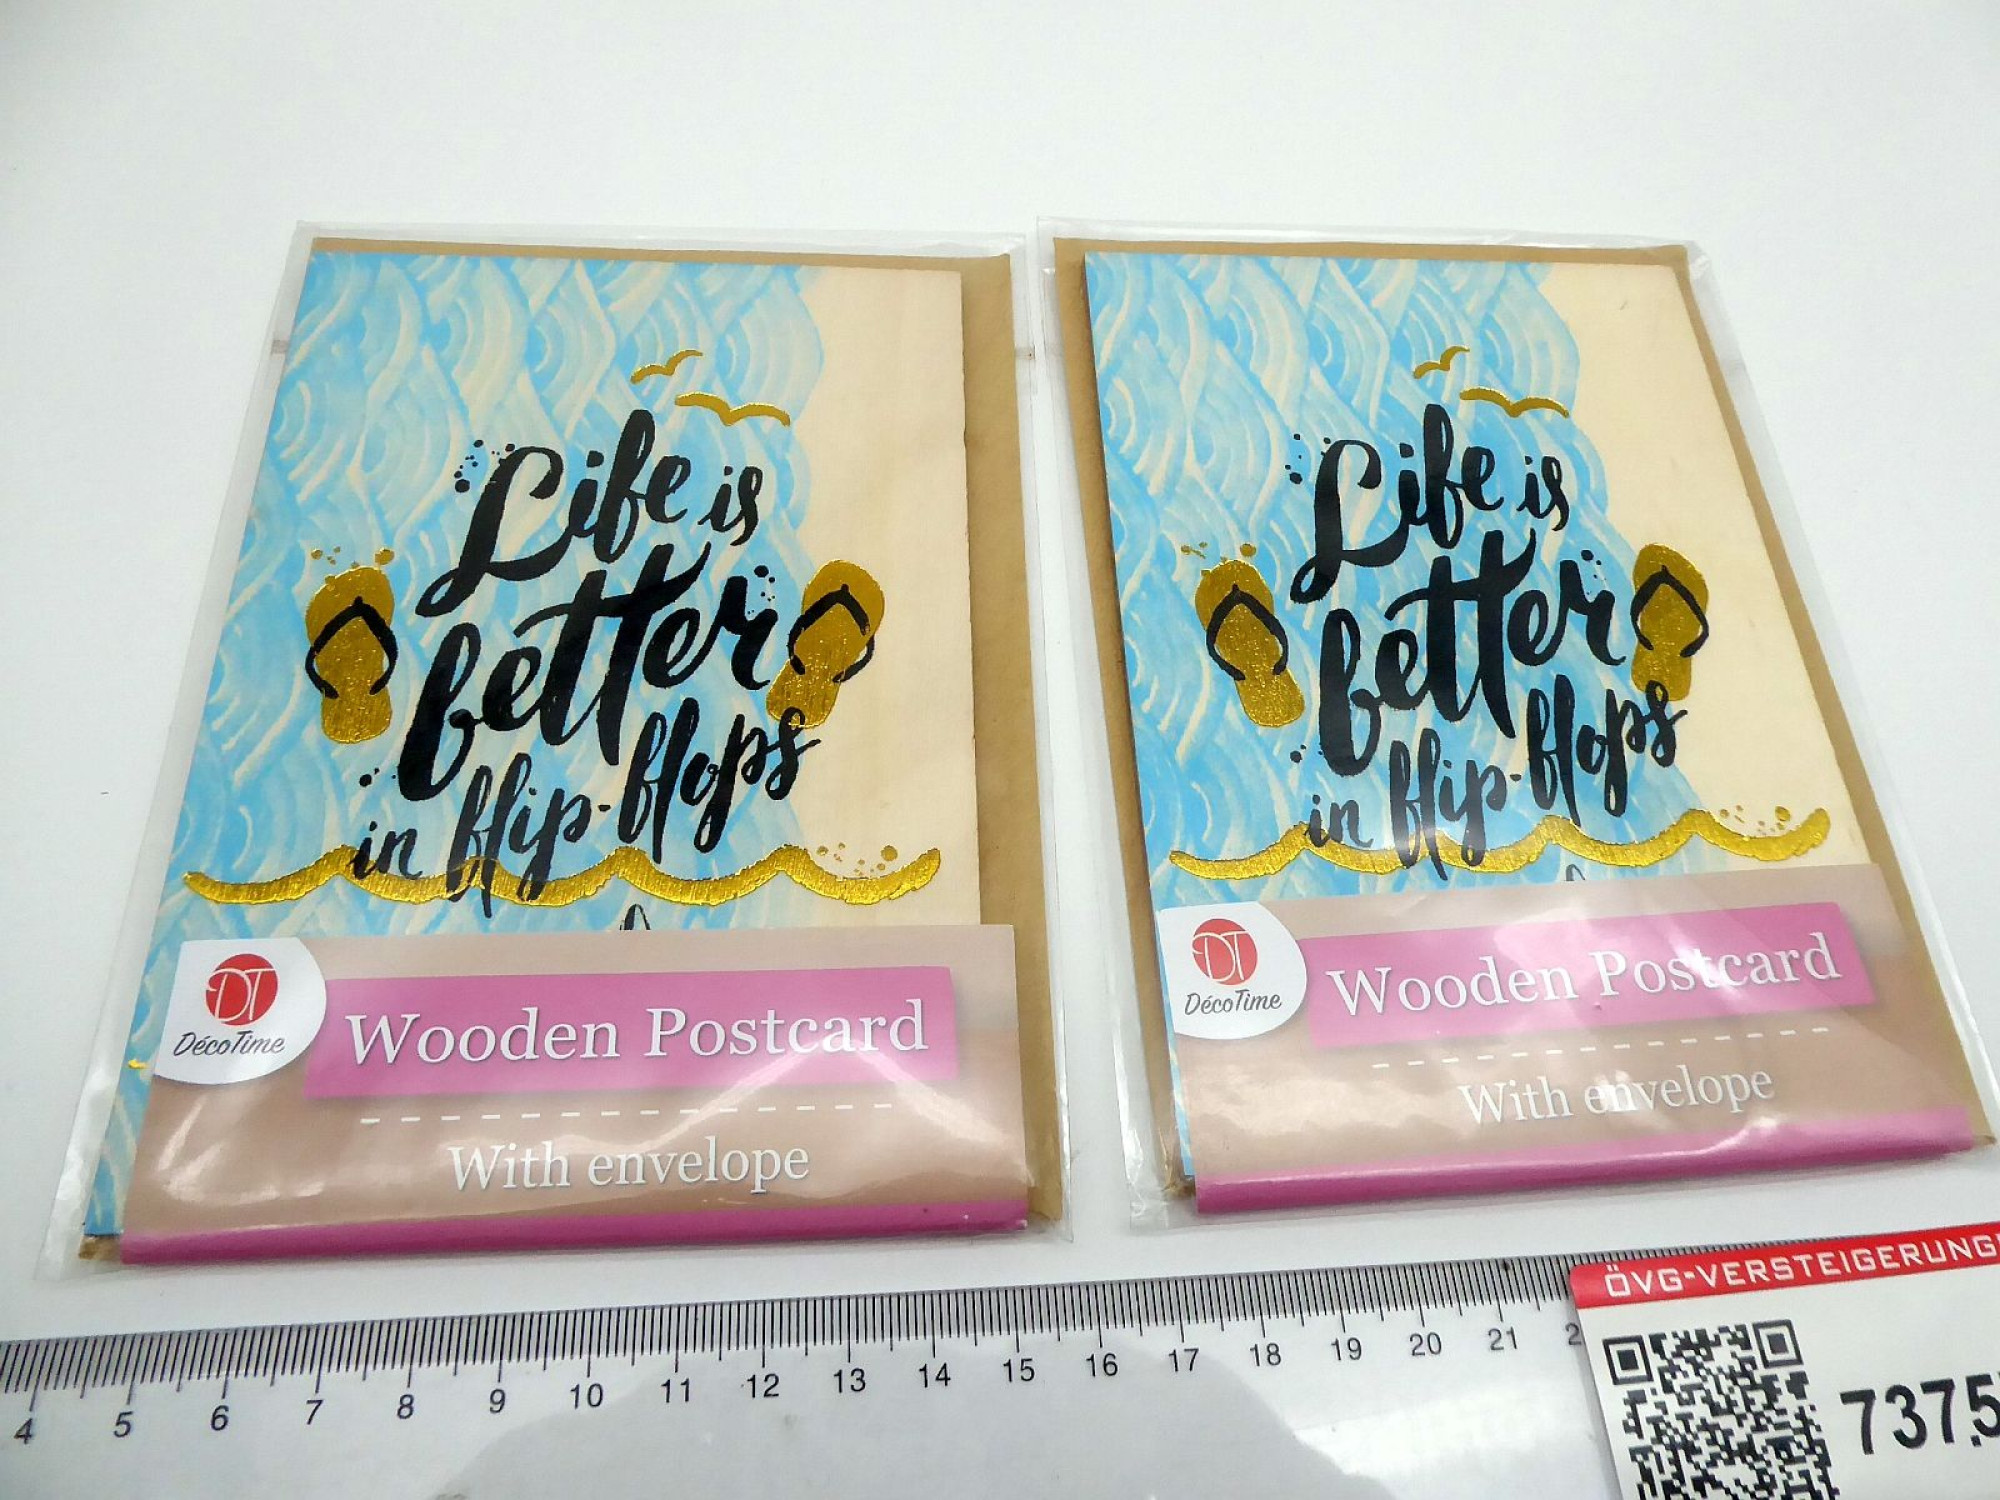 Life is
better
in flip-flops
DT
DécoTime
Wooden Postcard
With envelope
Life is
better
in flip-flops
DT
DécoTime
Wooden Postcard
With envelope
4 5 6 7 8 9 10 11 12 13 14 15 16 17 18 19 20 21
ÖVG-VERSTEIGERUNG
7375